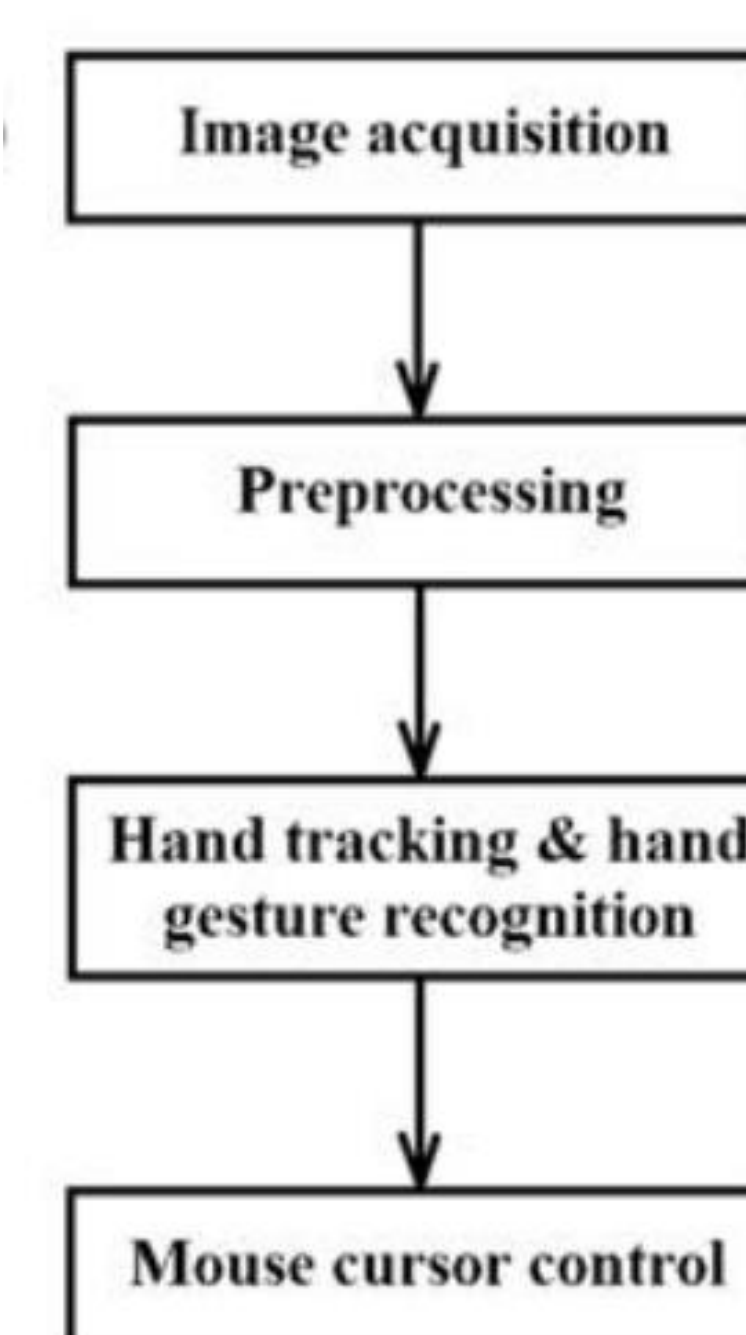 Image acquisition
Preprocessing
Hand tracking & hand
gesture recognition
Mouse cursor control